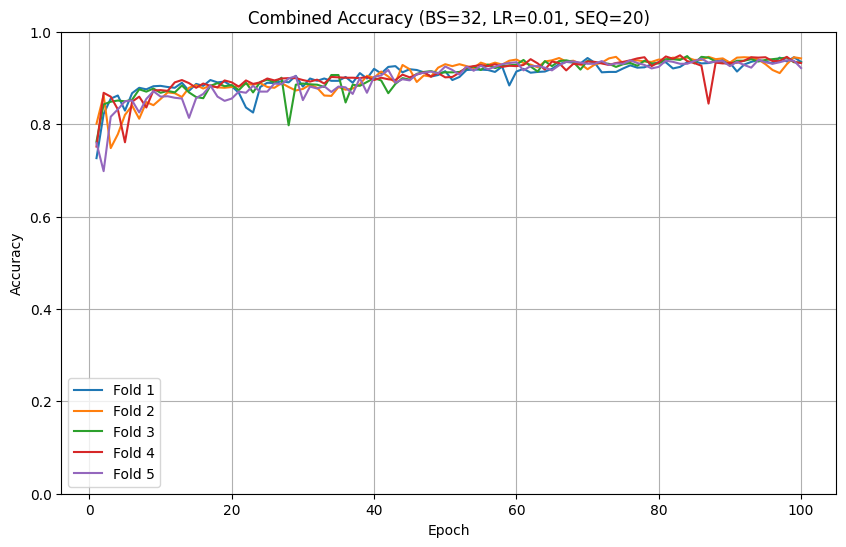 Combined Accuracy (BS=32, LR=0.01, SEQ=20)
1.0
0.8
0.6
0.4
0.2
0.0
Accuracy
Fold 1
Fold 2
Fold 3
Fold 4
Fold 5
0 20 40 60 80 100
Epoch